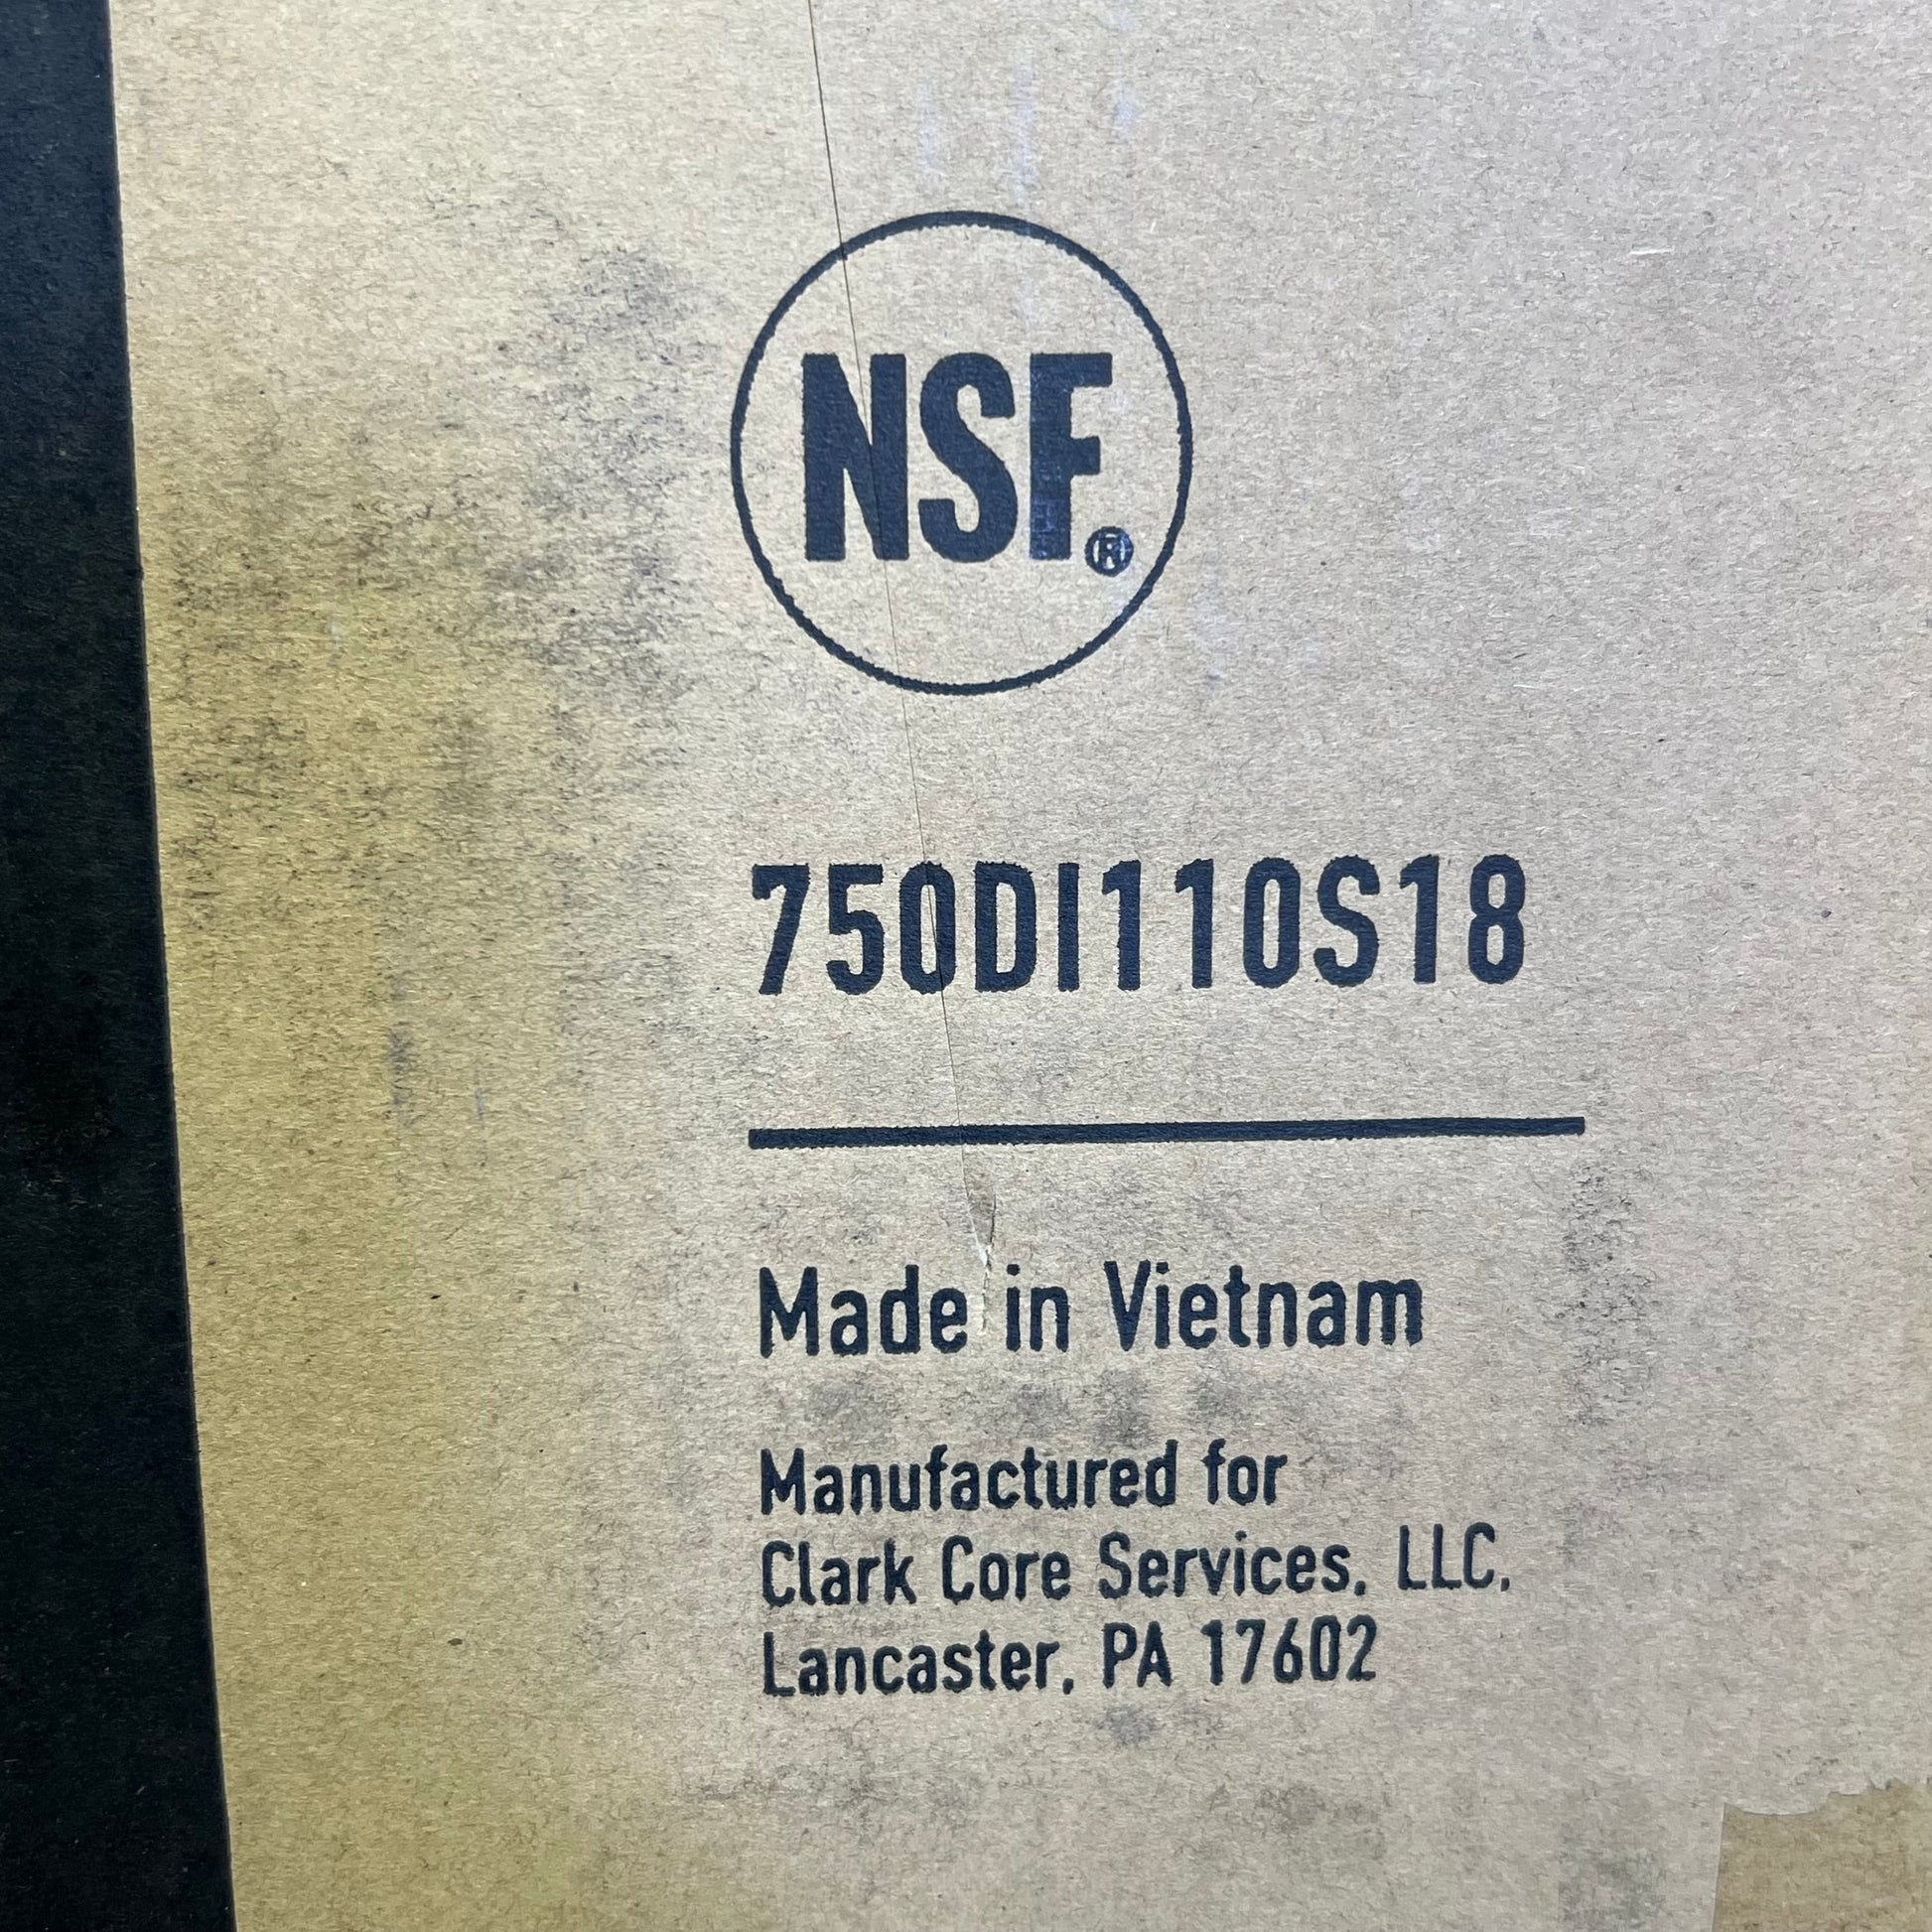 NSF®
750DI110S18
Made in Vietnam
Manufactured for
Clark Core Services, LLC,
Lancaster, PA 17602